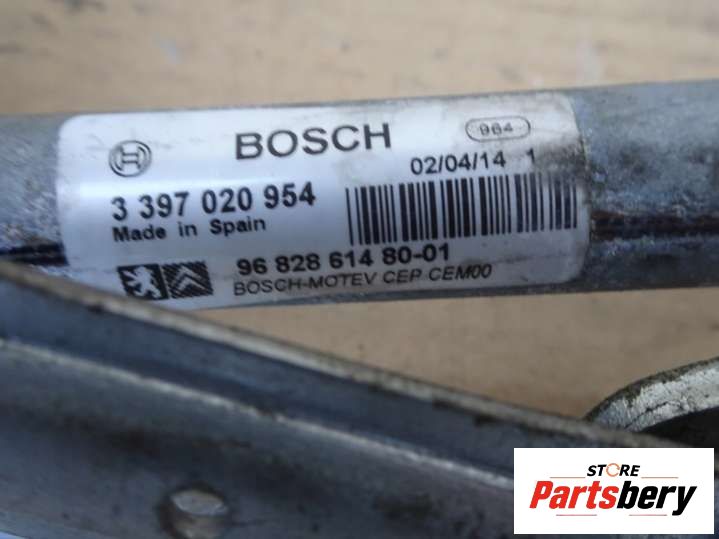 BOSCH
964
02/04/14 1
3 397 020 954
Made in Spain
96 828 614 80-01
BOSCH-MOTEV CEP CEM00
STORE
Partsbery